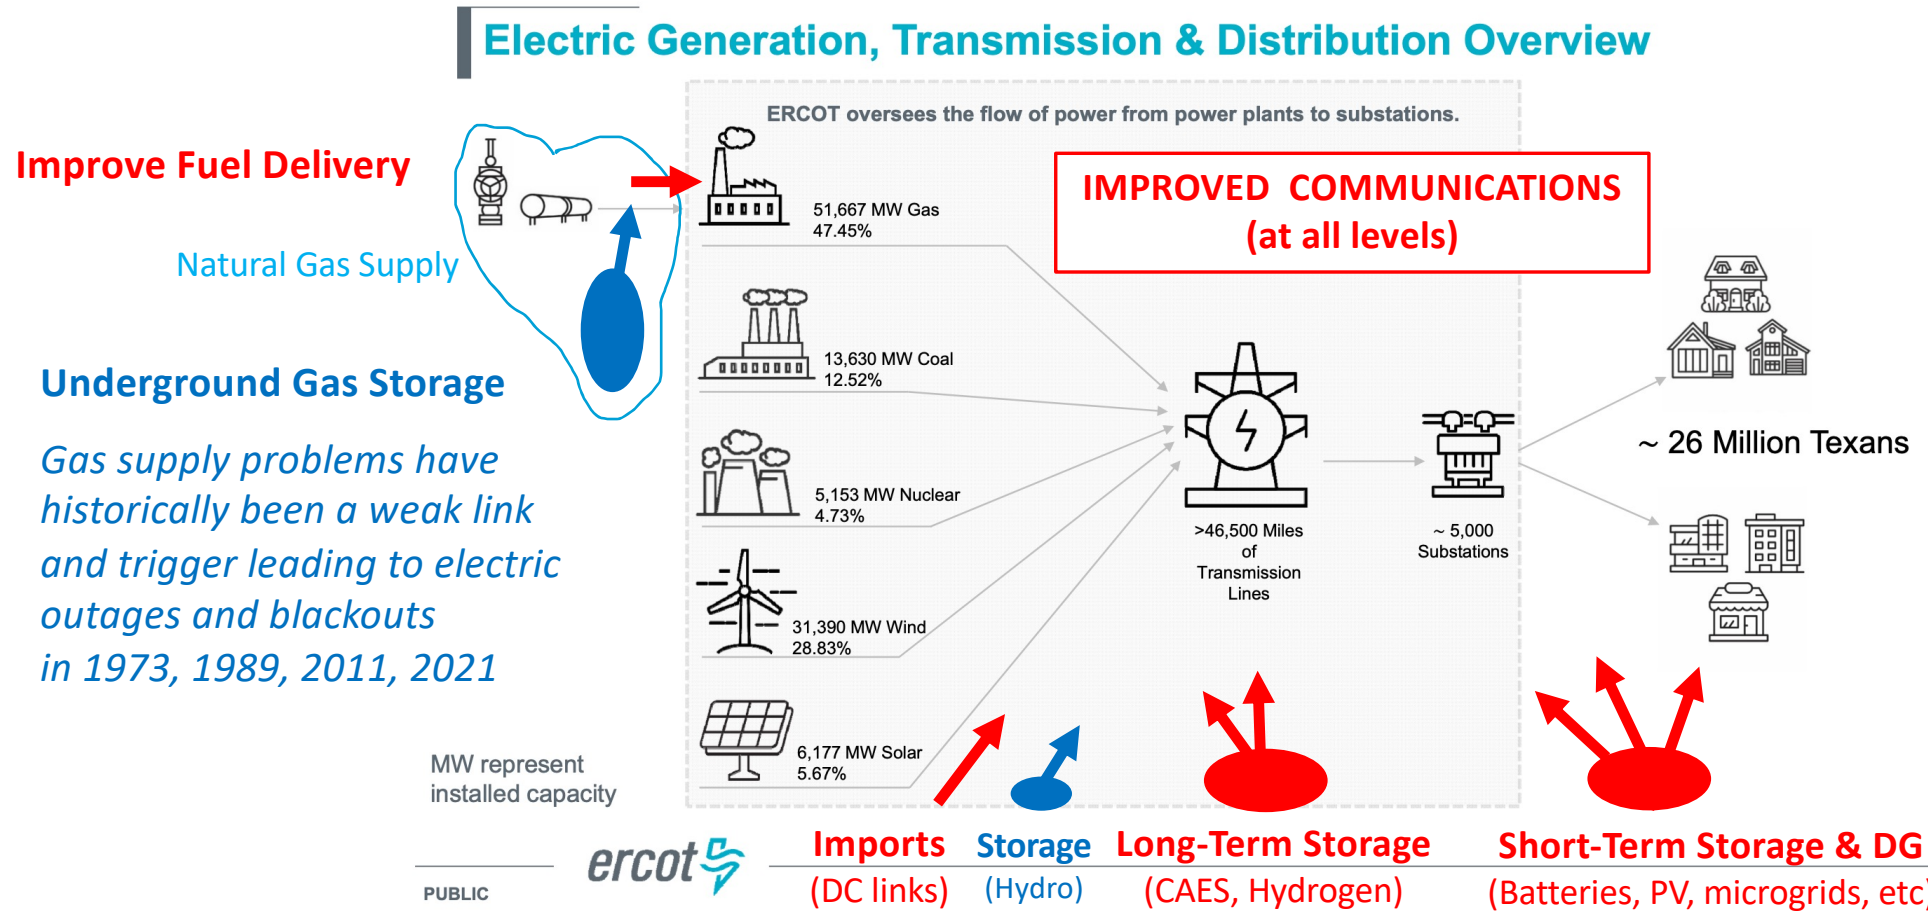 Electric Generation, Transmission & Distribution Overview
ERCOT oversees the flow of power from power plants to substations.
Improve Fuel Delivery
IMPROVED COMMUNICATIONS
(at all levels)
51,667 MW Gas
47.45%
Natural Gas Supply
13,630 MW Coal
12.52%
Underground Gas Storage
Gas supply problems have
historically been a weak link
and trigger leading to electric
outages and blackouts
in 1973, 1989, 2011, 2021
5,153 MW Nuclear
4.73%
>46,500 Miles
of
Transmission
Lines
~ 5,000
Substations
~ 26 Million Texans
31,390 MW Wind
28.83%
6,177 MW Solar
5.67%
MW represent
installed capacity
ercot
PUBLIC
Imports
(DC links)
Storage
(Hydro)
Long-Term Storage
(CAES, Hydrogen)
Short-Term Storage & DG
(Batteries, PV, microgrids, etc)